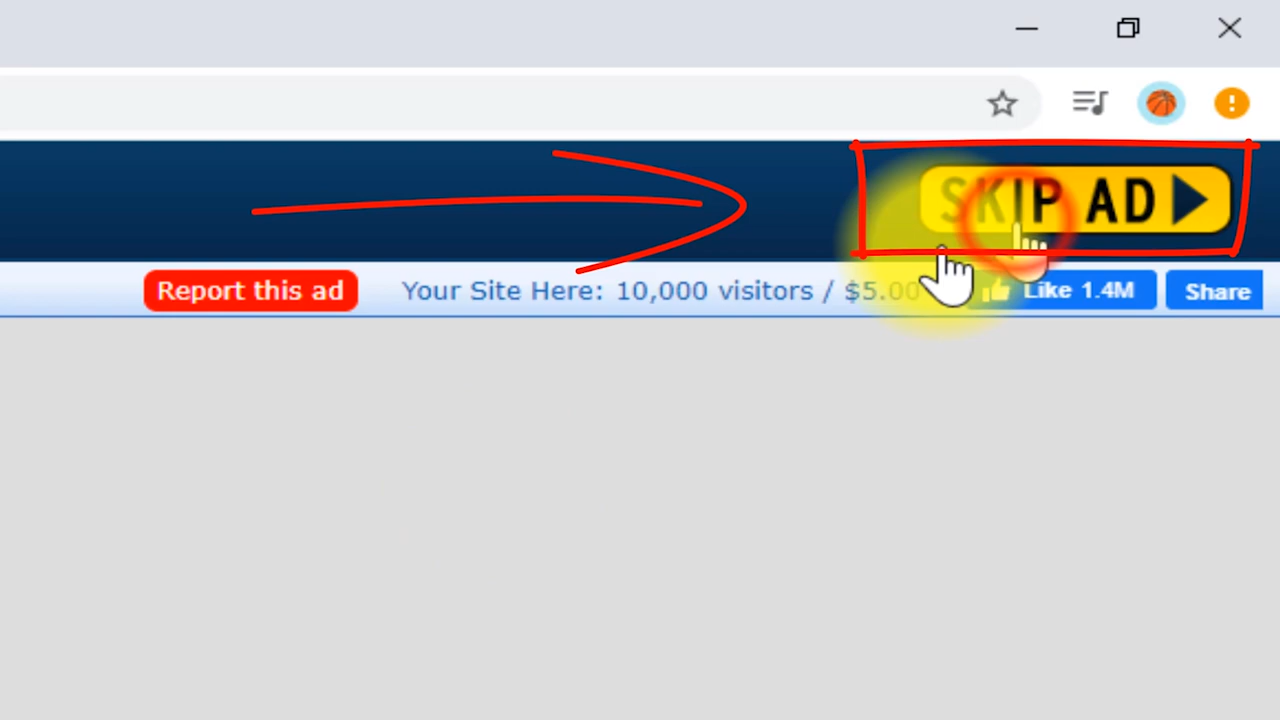 SKIP AD
Report this ad
Your Site Here: 10,000 visitors / $5.00
Like 1.4M
Share